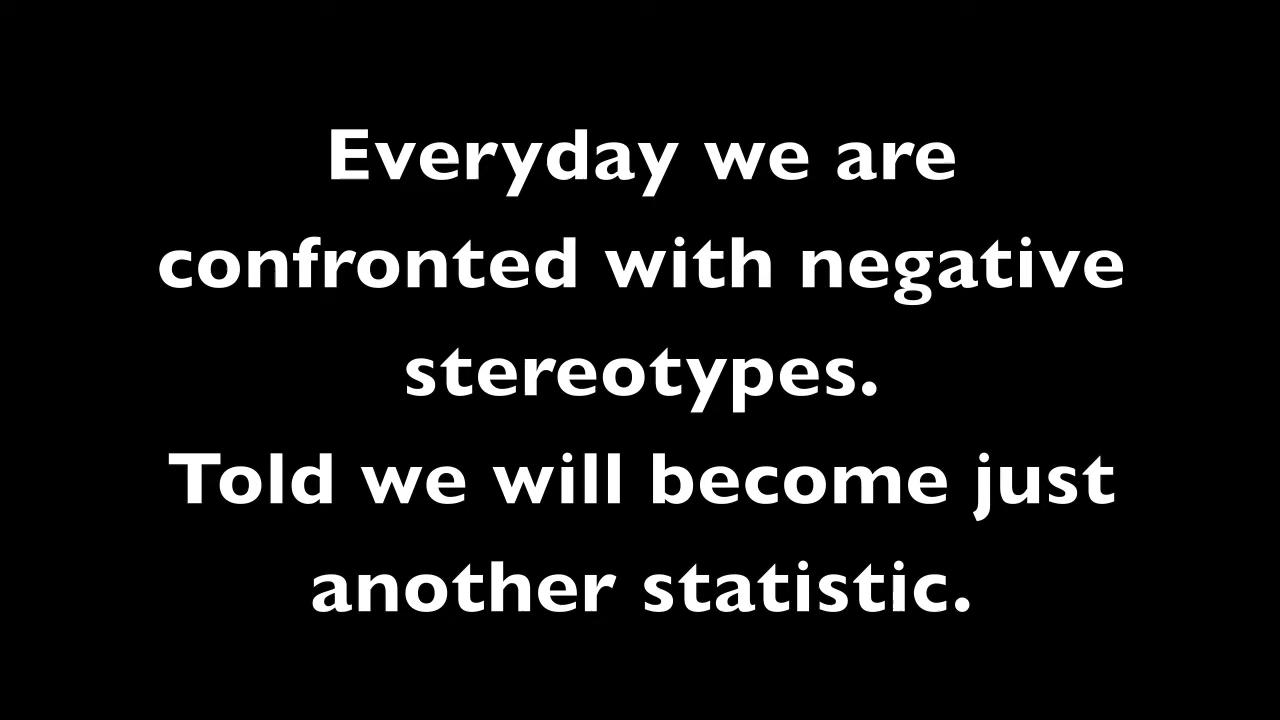 Everyday we are
confronted with negative
stereotypes.
Told we will become just
another statistic.